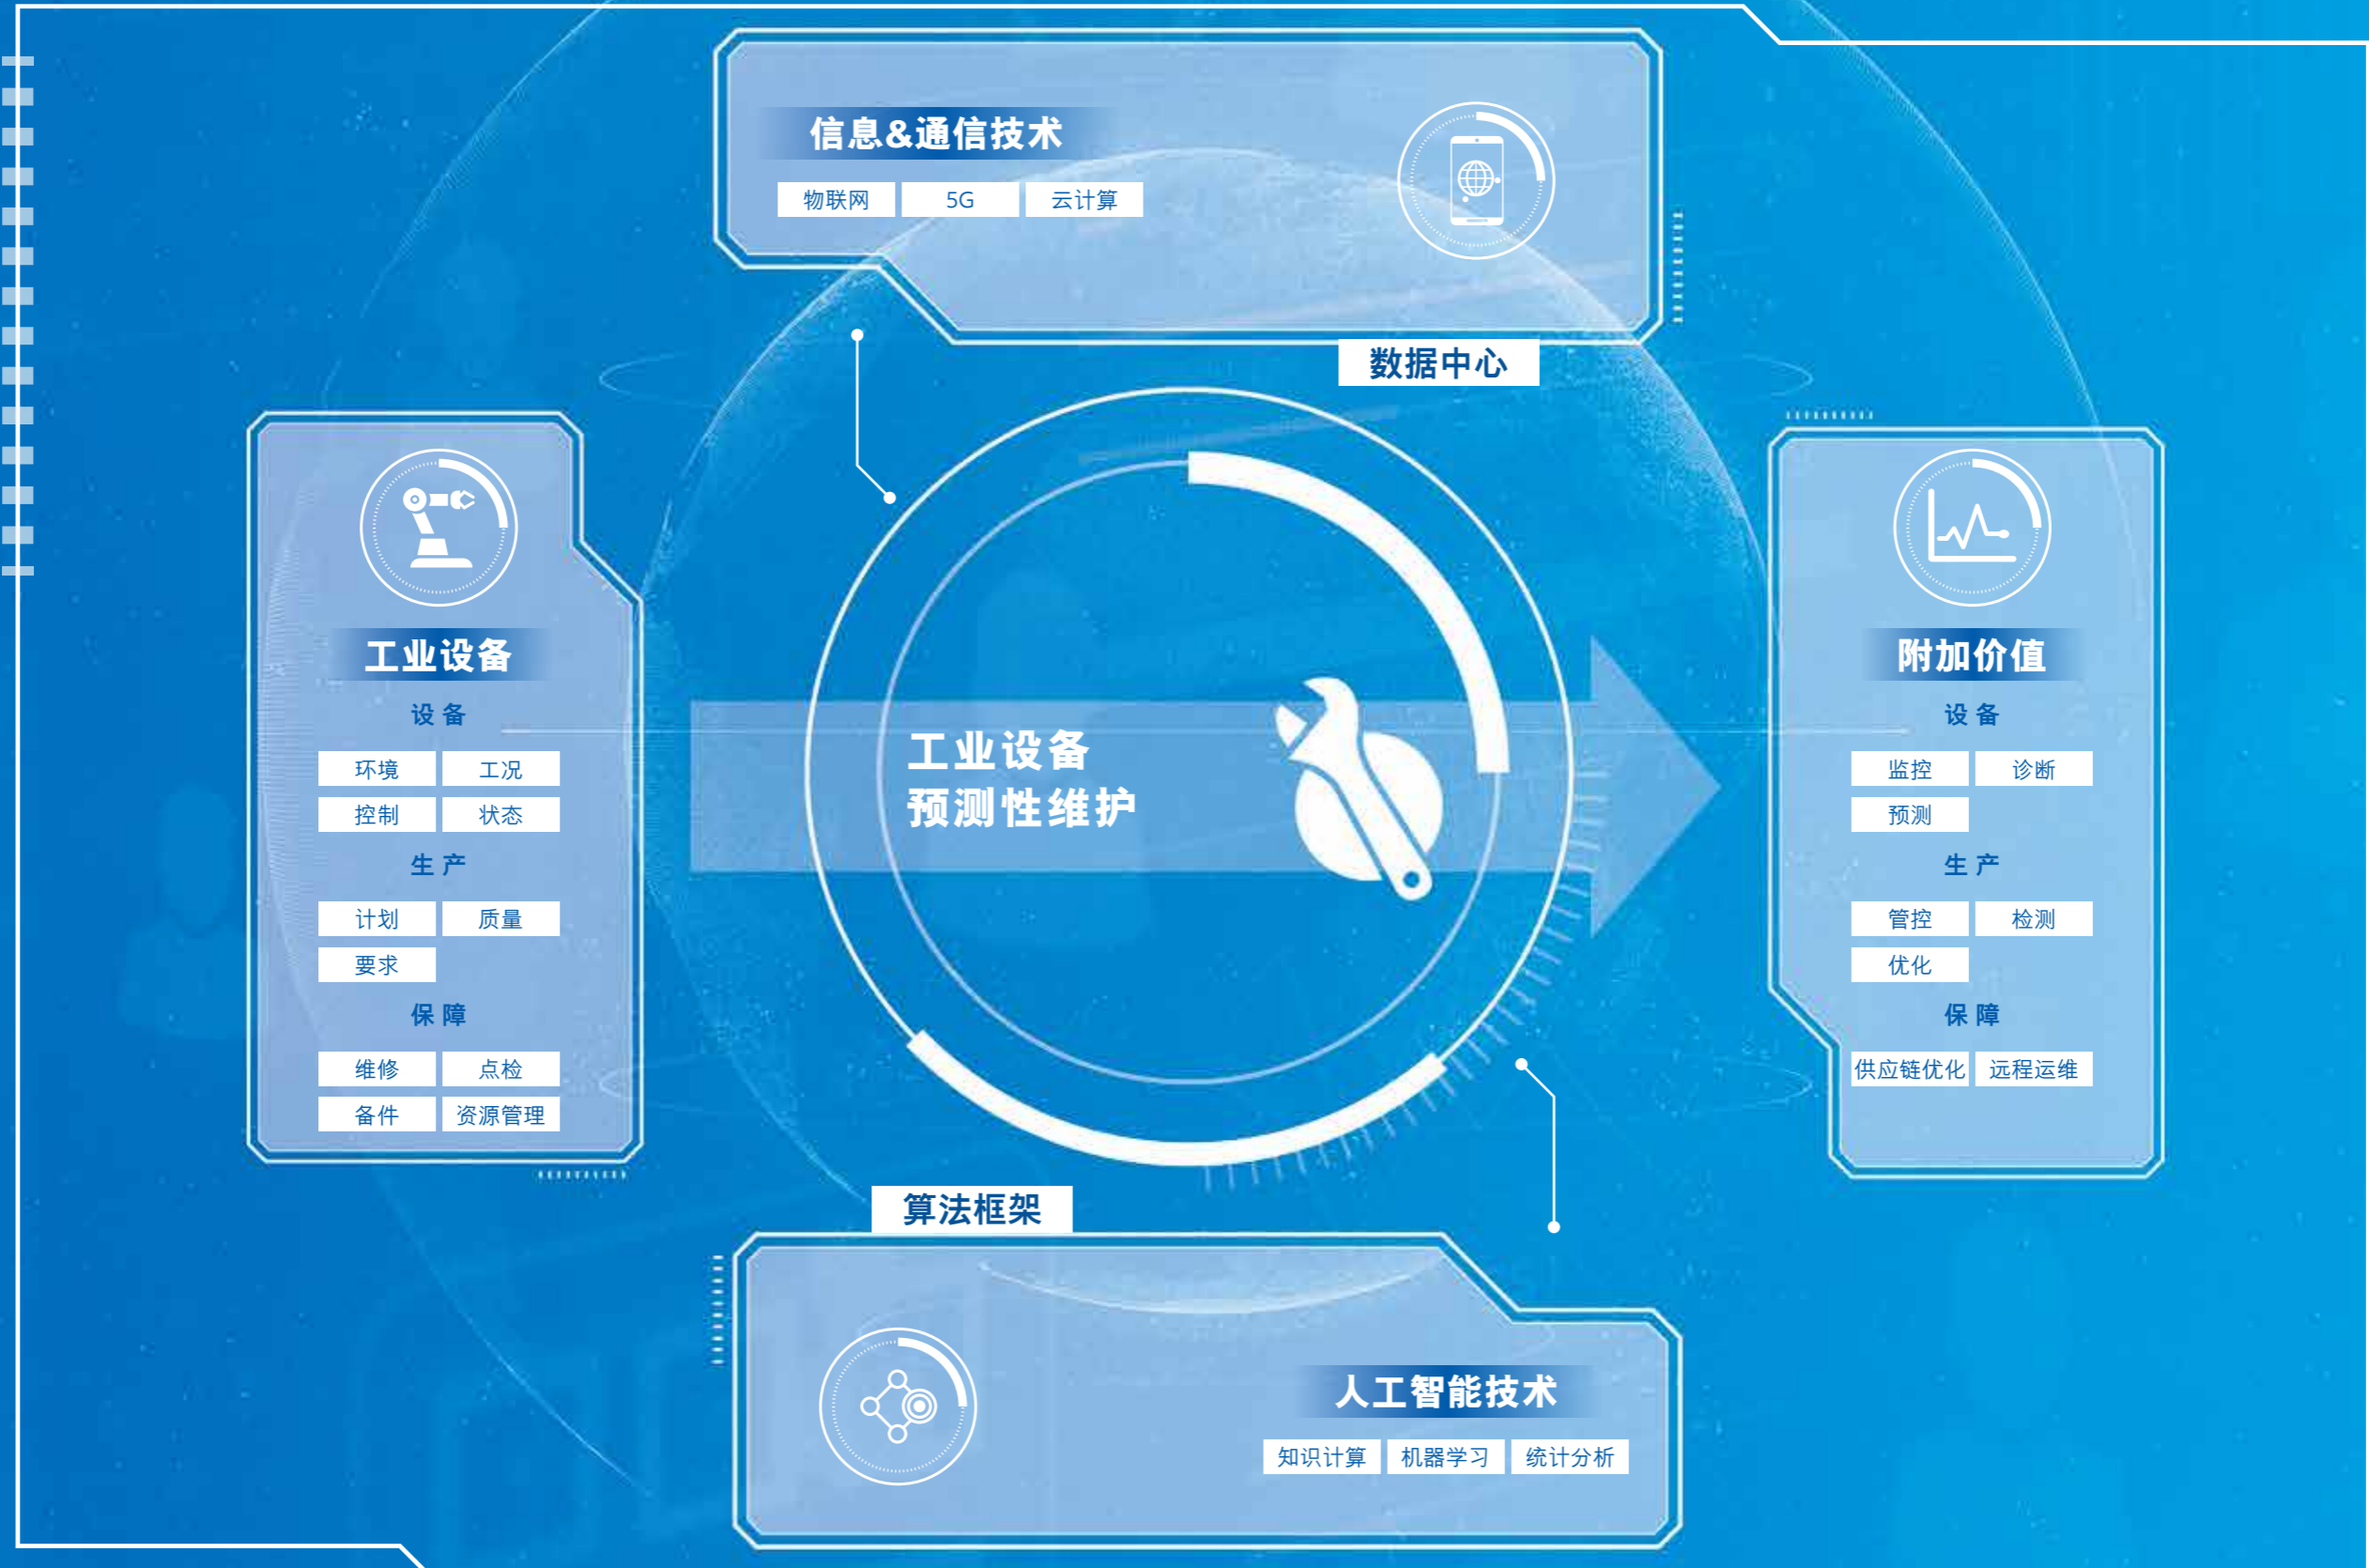 信息&通信技术
物联网 5G 云计算
数据中心
工业设备
设备
环境 工况
控制 状态
生产
计划 质量
要求
保障
维修 点检
备件 资源管理
工业设备
预测性维护
附加价值
设备
监控 诊断
预测
生产
管控 检测
优化
保障
供应链优化 远程运维
算法框架
人工智能技术
知识计算 机器学习 统计分析